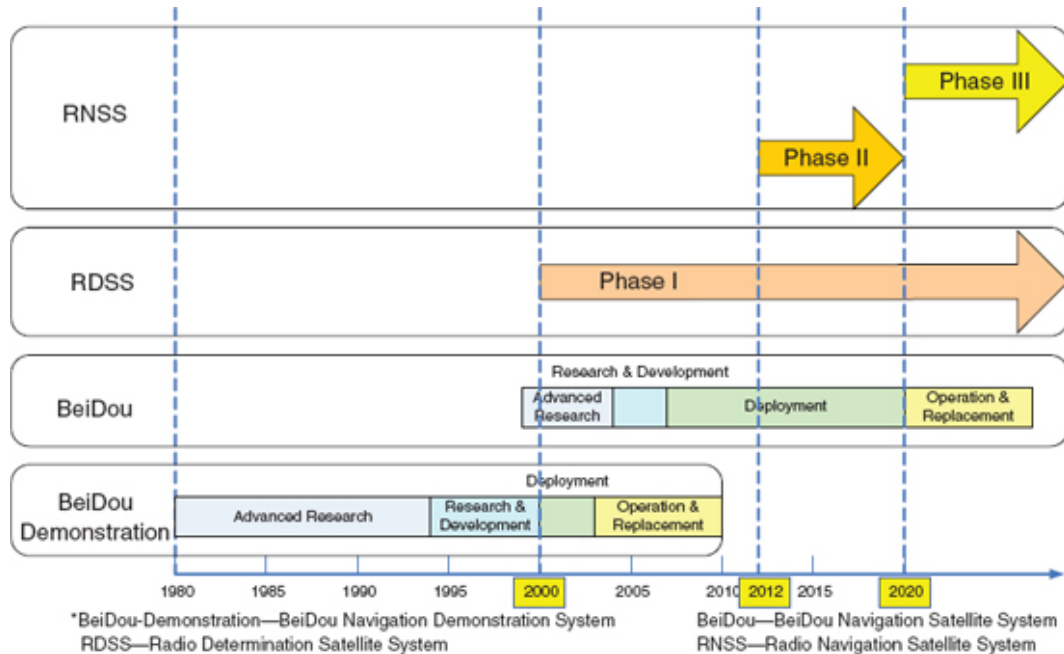 Phase III
RNSS
Phase II
RDSS
Phase I
Research & Development
BeiDou
Advanced
Research
Deployment
Operation &
Replacement
Deployment
BeiDou
Demonstration
Advanced Research
Research &
Development
Operation &
Replacement
1980 1985 1990 1995 2000 2005 2010 2012 2015 2020
*BeiDou-Demonstration—BeiDou Navigation Demonstration System
BeiDou—BeiDou Navigation Satellite System
RDSS—Radio Determination Satellite System
RNSS—Radio Navigation Satellite System